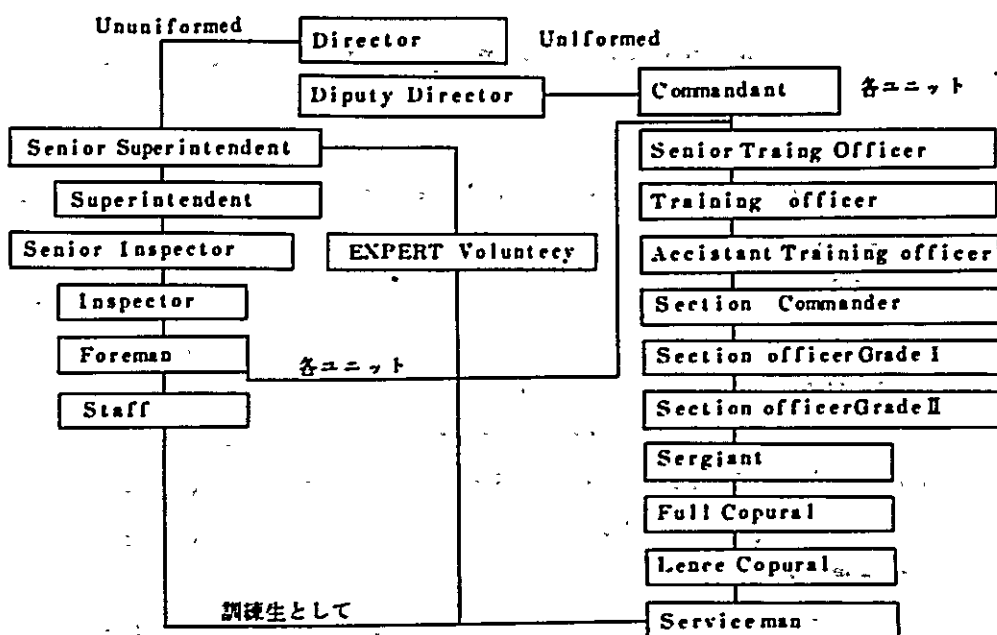 Ununiformed
Director
Uniformed
Diputy Director
Commandant
各ユニット
Senior Superintendent
Senior Traing Officer
Superintendent
Training officer
Senior Inspector
EXPERT Voluntecy
Accistant Training officer
Inspector
Section Commander
Foreman
各ユニット
Section officer Grade I
Staff
Section officer Grade II
Sergiant
Full Copural
Lence Copural
訓練生として
Serviceman